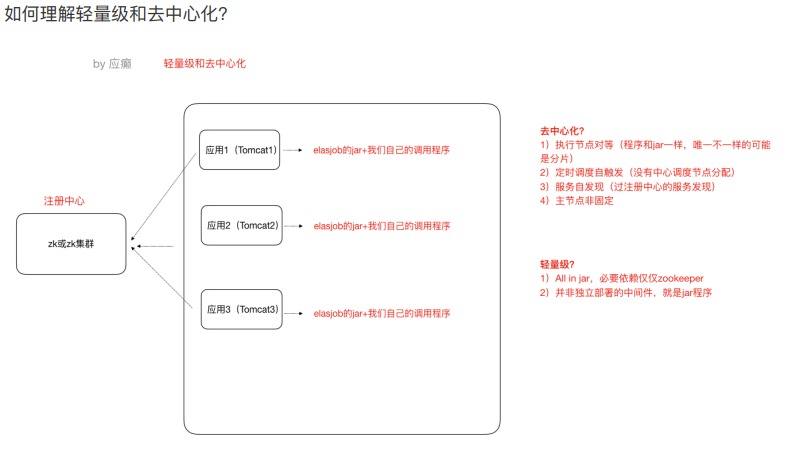 如何理解轻量级和去中心化?
by 应癫
轻量级和去中心化
注册中心
zk或zk集群
应用1（Tomcat1）
elasjob的jar+我们自己的调用程序
应用2（Tomcat2）
elasjob的jar+我们自己的调用程序
应用3（Tomcat3）
elasjob的jar+我们自己的调用程序
去中心化?
1）执行节点对等（程序和jar一样，唯一不一样的可能
是分片）
2）定时调度自触发（没有中心调度节点分配）
3）服务自发现（过注册中心的服务发现）
4）主节点非固定
轻量级?
1）All in jar，必要依赖仅仅zookeeper
2）并非独立部署的中间件，就是jar程序